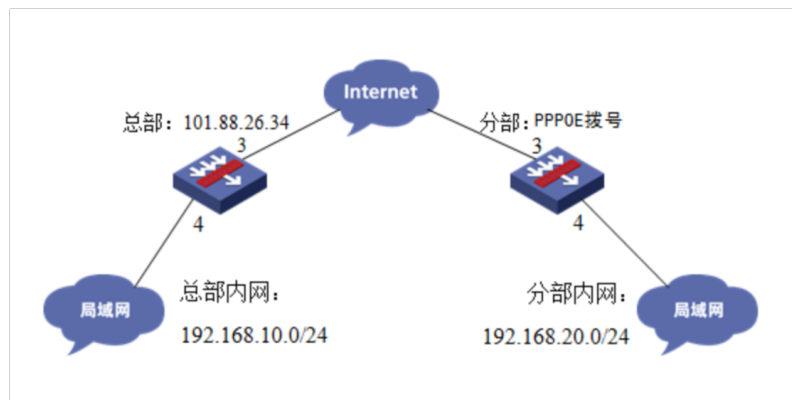 Internet
总部：101.88.26.34
分部：PPPOE拨号
3
3
4
4
局域网
总部内网：
192.168.10.0/24
分部内网：
192.168.20.0/24
局域网